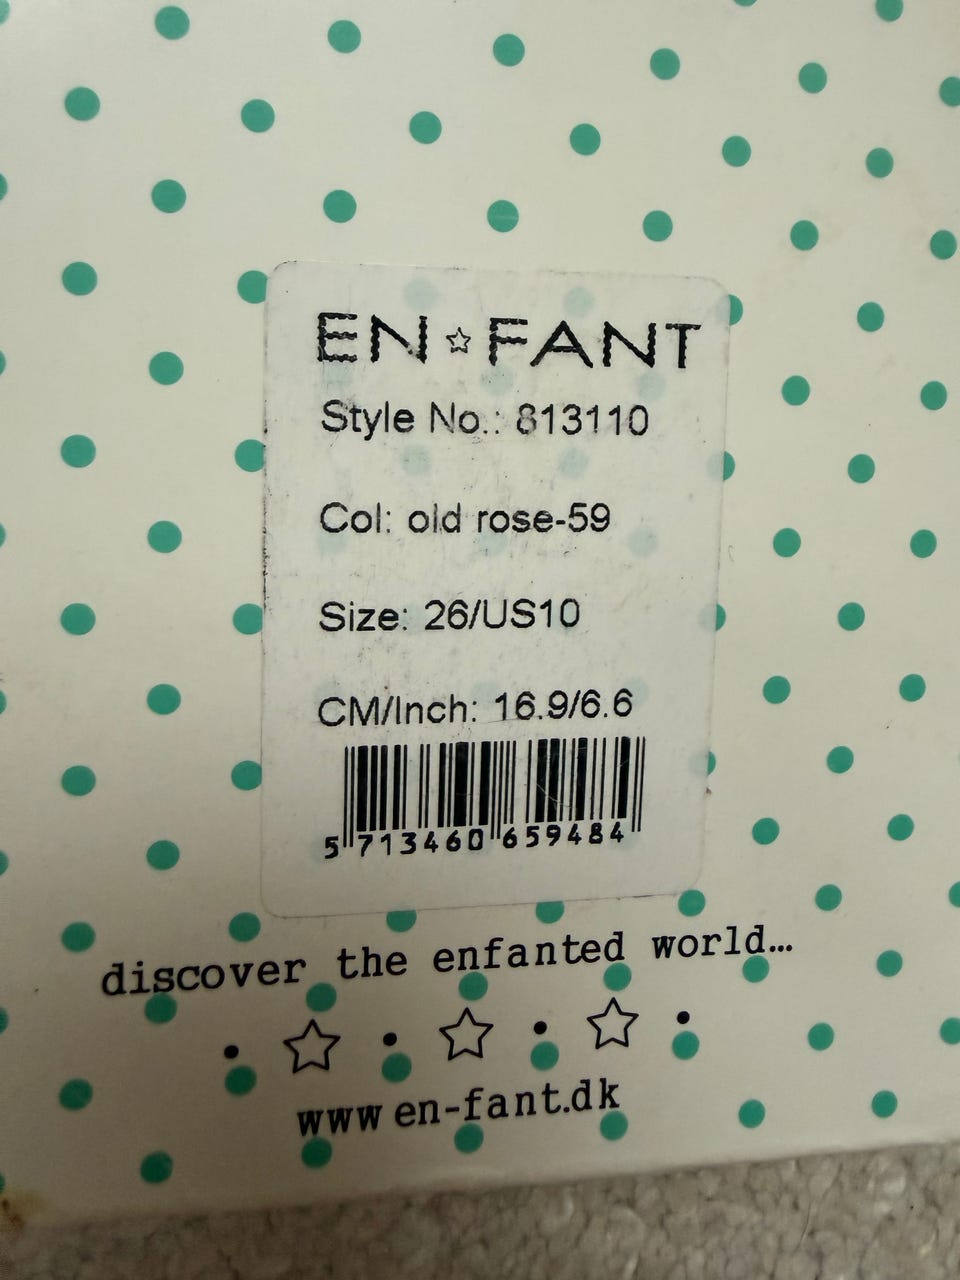 EN☆FANT
Style No.: 813110
Col: old rose-59
Size: 26/US10
CM/Inch: 16.9/6.6
5 713460 659484
discover the enfanted world...
www.en-fant.dk